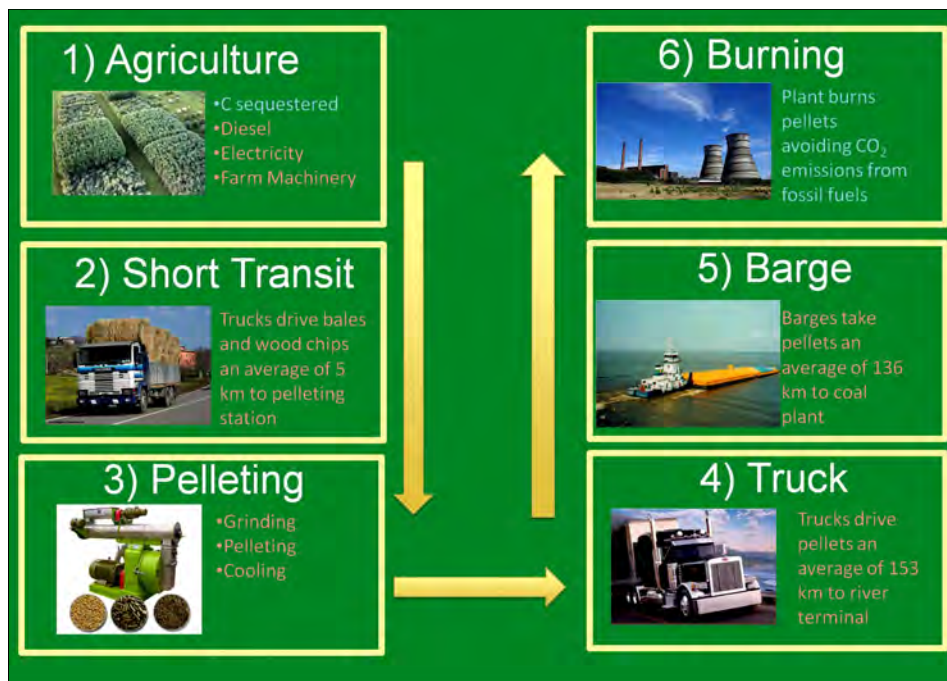 1) Agriculture
•C sequestered
•Diesel
•Electricity
•Farm Machinery
2) Short Transit
Trucks drive bales
and wood chips
an average of 5
km to pelleting
station
3) Pelleting
•Grinding
•Pelleting
•Cooling
4) Truck
Trucks drive
pellets an
average of 153
km to river
terminal
5) Barge
Barges take
pellets an
average of 136
km to coal
plant
6) Burning
Plant burns
pellets
avoiding CO₂
emissions from
fossil fuels